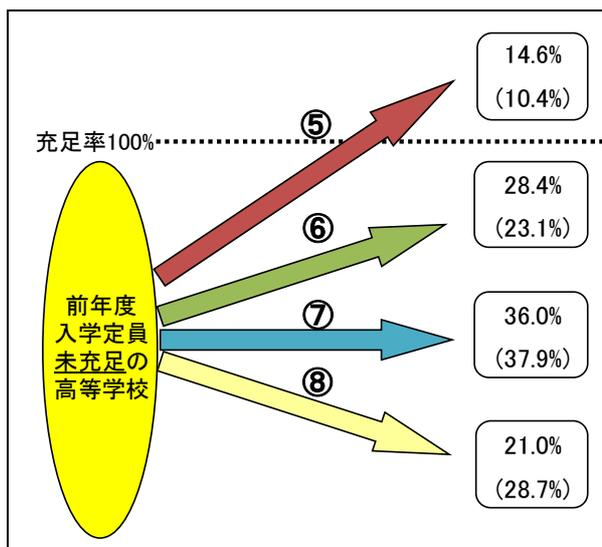 14.6%
(10.4%)
⑤
充足率100%
28.4%
(23.1%)
⑥
前年度
入学定員
未充足の
高等学校
⑦
36.0%
(37.9%)
⑧
21.0%
(28.7%)